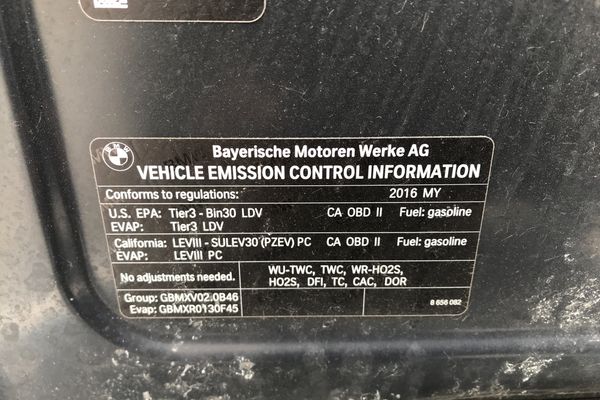 BMW
Bayerische Motoren Werke AG
VEHICLE EMISSION CONTROL INFORMATION
Conforms to regulations: 2016 MY
U.S. EPA: Tier3 - Bin30 LDV CA OBD II Fuel: gasoline
EVAP: Tier3 LDV
California: LEVIII - SULEV30 (PZEV) PC CA OBD II Fuel: gasoline
EVAP: LEVIII PC
No adjustments needed.
WU-TWC, TWC, WR-HO2S,
HO2S, DFI, TC, CAC, DOR
Group: GBMXV02.0B46
Evap: GBMXR0130F45
8 656 082